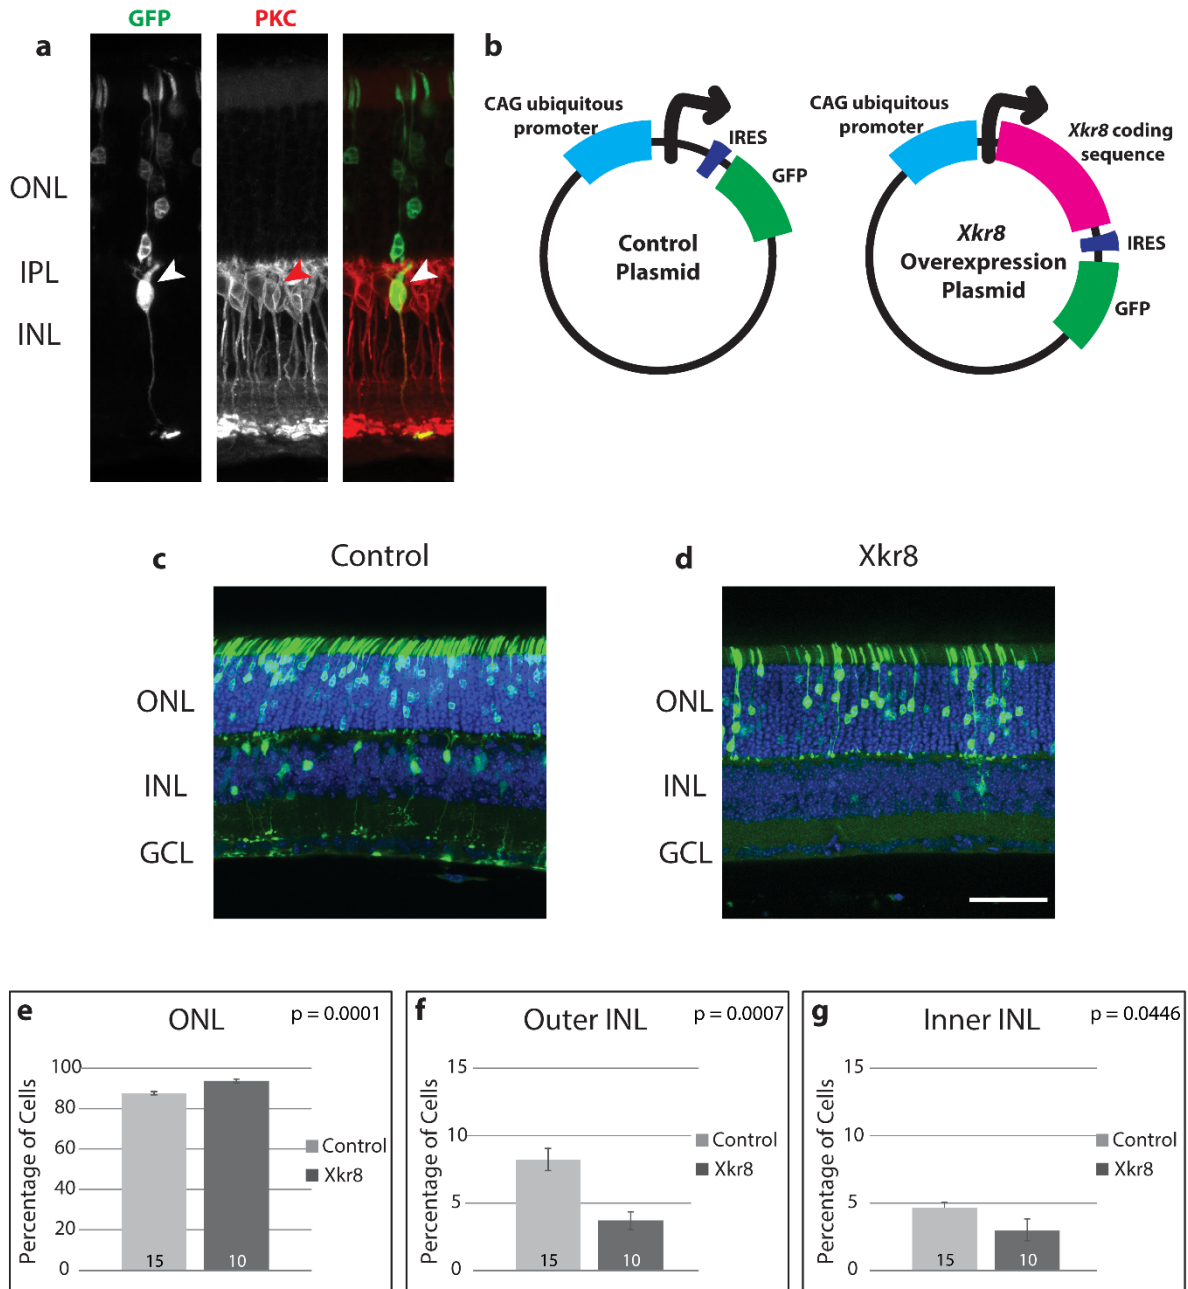 GFP
PKC
a
ONL
IPL
INL
b
CAG ubiquitous
promoter
IRES
GFP
Control
Plasmid
CAG ubiquitous
promoter
Xkr8 coding
sequence
IRES
GFP
Xkr8
Overexpression
Plasmid
c
Control
ONL
INL
GCL
d
Xkr8
ONL
INL
GCL
e
ONL
p = 0.0001
Percentage of Cells
100
80
60
40
20
0
15
10
Control
Xkr8
f
Outer INL
p = 0.0007
Percentage of Cells
15
10
5
0
15
10
Control
Xkr8
g
Inner INL
p = 0.0446
Percentage of Cells
15
10
5
0
15
10
Control
Xkr8